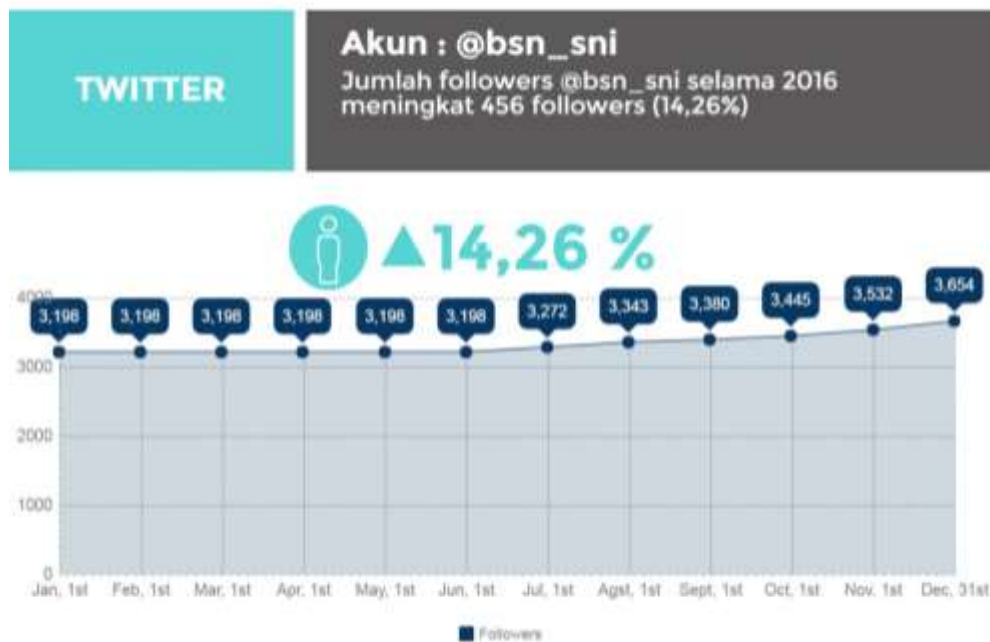 TWITTER
Akun : @bsn_sni
Jumlah followers @bsn_sni selama 2016
meningkat 456 followers (14,26%)
▲14,26 %
4000
3,198 3,198 3,198 3,198 3,198 3,198 3,272 3,343 3,380 3,445 3,532 3,654
3000
2000
1000
0
Jan, 1st Feb, 1st Mar, 1st Apr, 1st May, 1st Jun, 1st Jul, 1st Agst, 1st Sept, 1st Oct, 1st Nov, 1st Dec, 31st
Followers